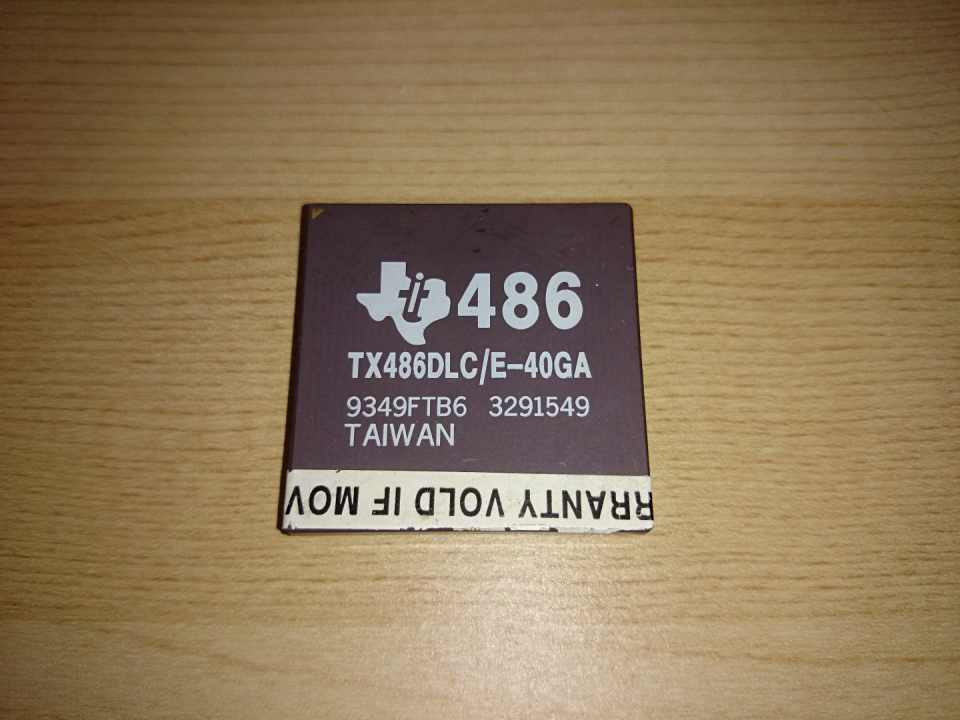 486
TX486DLC/E-40GA
9349FTB6 3291549
TAIWAN
RRANTY VOLD IF MOV